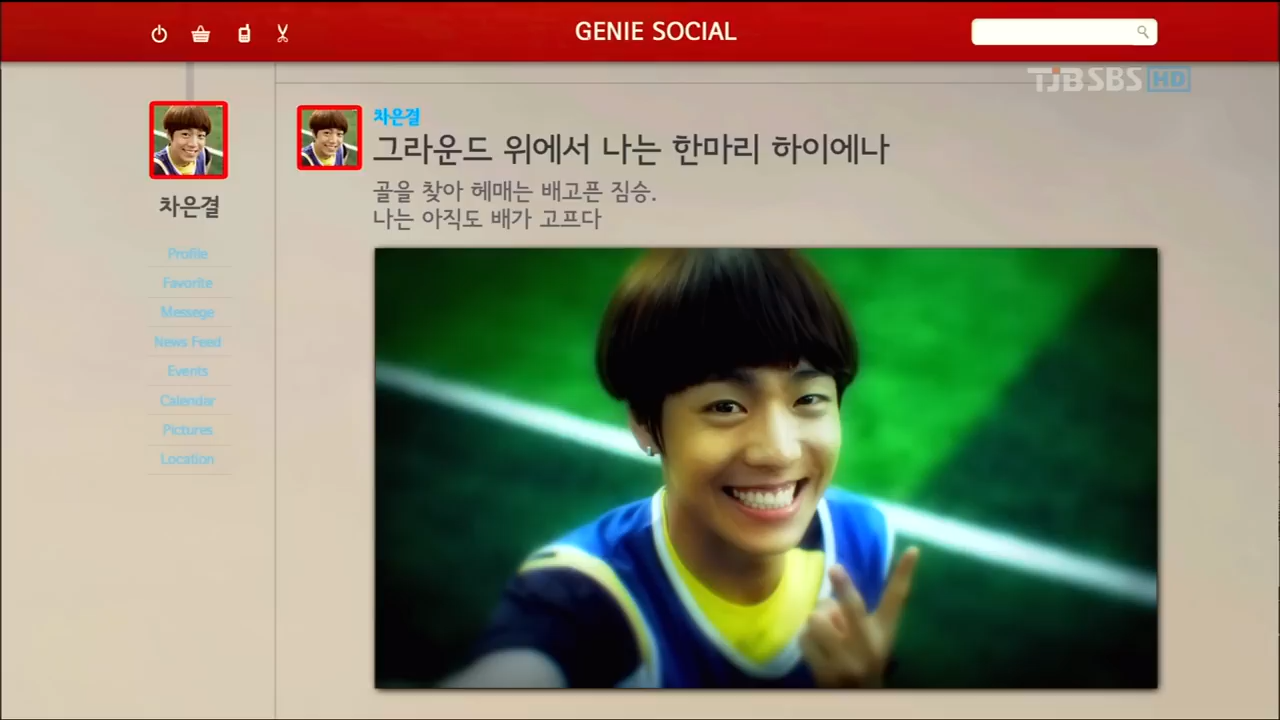 GENIE SOCIAL
TJB SBS HD
차은결
그라운드 위에서 나는 한마리 하이에나
골을 찾아 헤매는 배고픈 짐승.
나는 아직도 배가 고프다
차은결
Profile
Favorite
Messege
News Feed
Events
Calendar
Pictures
Location